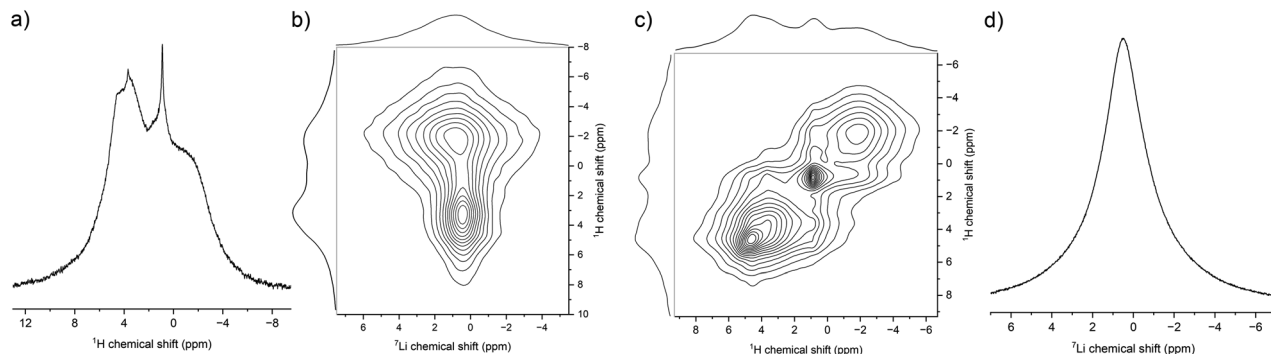 a)
12 8 4 0 −4 −8
¹H chemical shift (ppm)
b)
−8
−6
−4
−2
0
2
4
6
8
10
¹H chemical shift (ppm)
6 4 2 0 −2 −4
⁷Li chemical shift (ppm)
c)
−6
−4
−2
0
2
4
6
8
¹H chemical shift (ppm)
8 6 4 2 0 −2 −4 −6
¹H chemical shift (ppm)
d)
6 4 2 0 −2 −4 −6
⁷Li chemical shift (ppm)